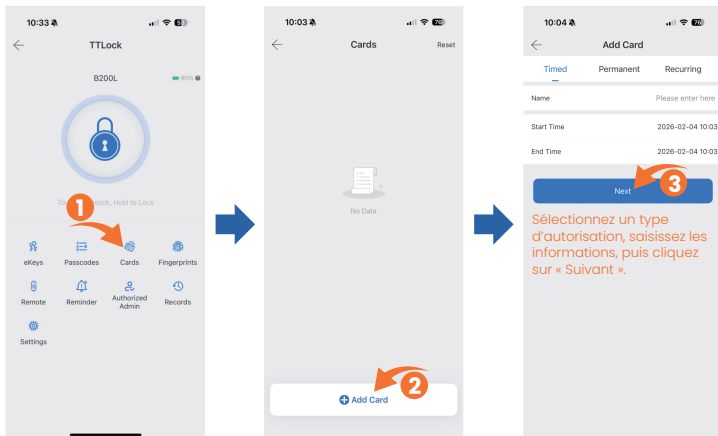 10:33
TTLock
B200L
90%
1
, Hold to Lock
eKeys
Passcodes
Cards
Fingerprints
Remote
Reminder
Authorized
Admin
Records
Settings
10:03
70
Cards
Reset
No Data
2
Add Card
10:04
70
Add Card
Timed
Permanent
Recurring
Name
Please enter here
Start Time
2026-02-04 10:03
End Time
2026-02-04 10:03
Next
3
Sélectionnez un type
d'autorisation, saisissez les
informations, puis cliquez
sur « Suivant ».